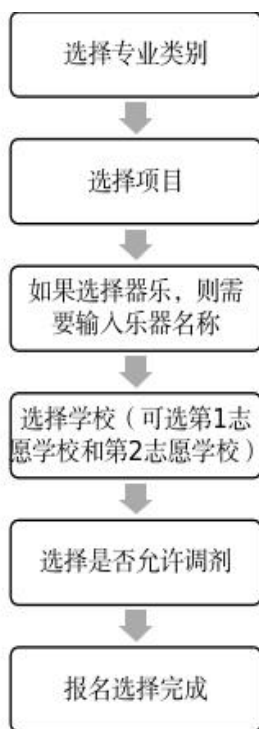 选择专业类别
选择项目
如果选择器乐，则需
要输入乐器名称
选择学校（可选第1志
愿学校和第2志愿学校）
选择是否允许调剂
报名选择完成